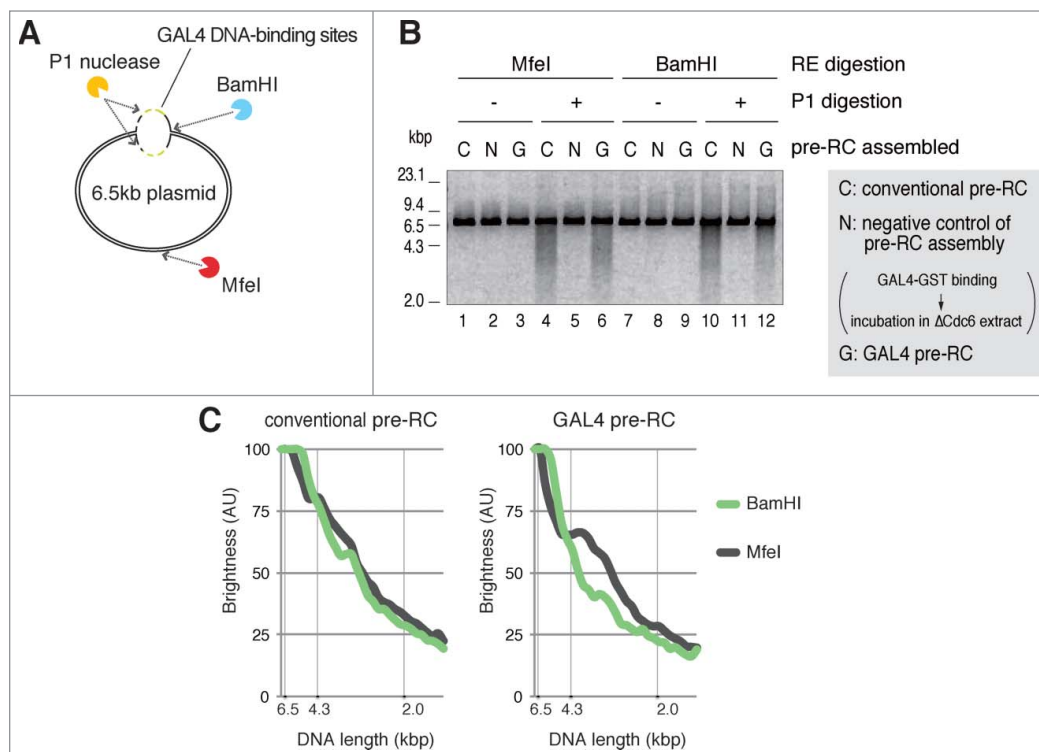 A
GAL4 DNA-binding sites
P1 nuclease
BamHI
6.5kb plasmid
MfeI
B
MfeI BamHI RE digestion
- + - + P1 digestion
kbp C N G C N G C N G C N G pre-RC assembled
23.1
9.4
6.5
4.3
2.0
1 2 3 4 5 6 7 8 9 10 11 12
C: conventional pre-RC
N: negative control of
pre-RC assembly
GAL4-GST binding
incubation in ΔCdc6 extract
G: GAL4 pre-RC
C
conventional pre-RC
Brightness (AU)
100
75
50
25
0
6.5 4.3 2.0
DNA length (kbp)
GAL4 pre-RC
Brightness (AU)
100
75
50
25
0
6.5 4.3 2.0
DNA length (kbp)
BamHI
MfeI